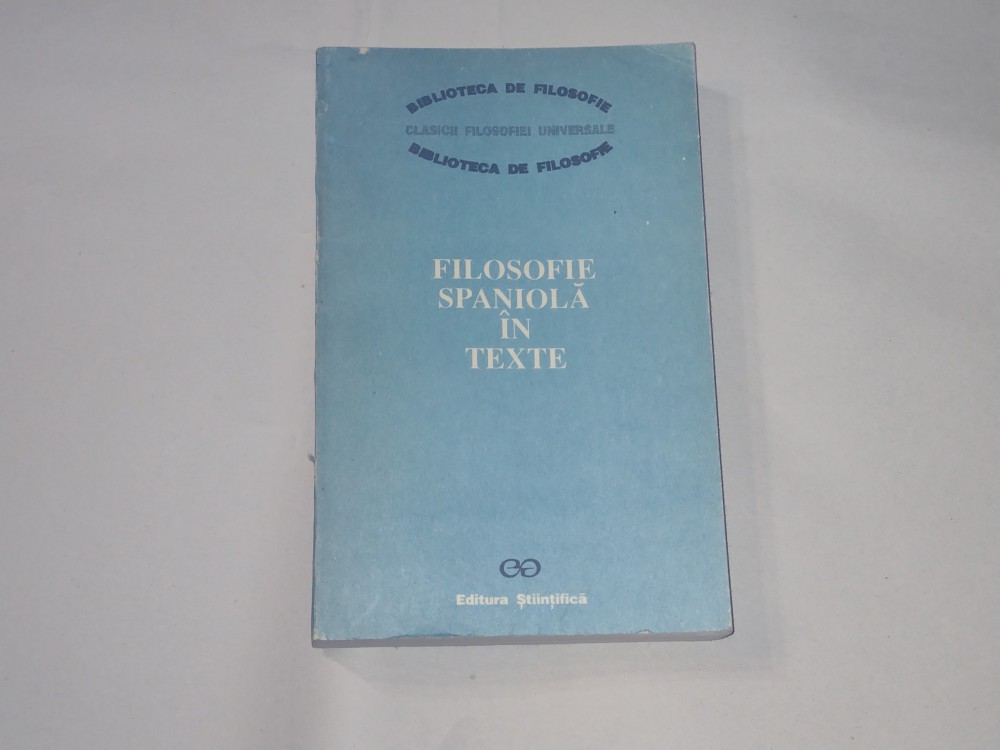 BIBLIOTECA DE FILOSOFIE
CLASICII FILOSOFIEI UNIVERSALE
BIBLIOTECA DE FILOSOFIE
FILOSOFIE
SPANIOLĂ
ÎN
TEXTE
Editura Științifică